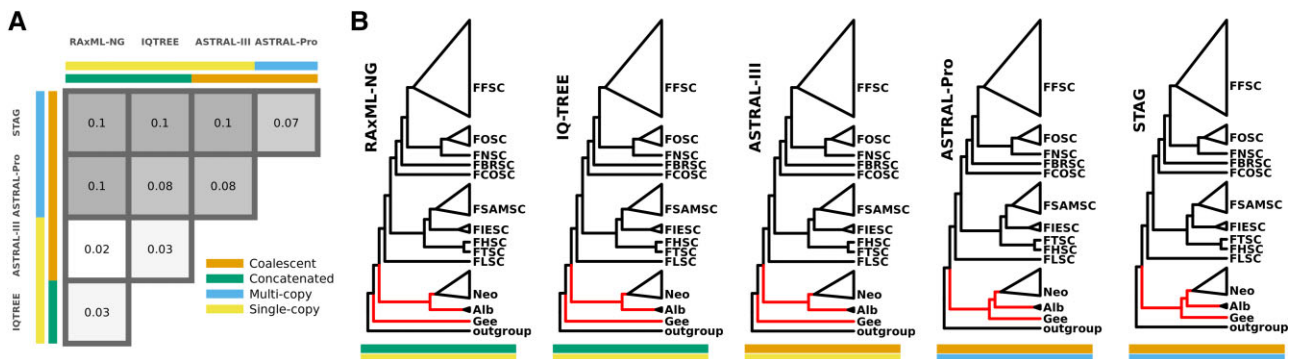 A
RAxML-NG IQTREE ASTRAL-III ASTRAL-Pro
STAG 0.1 0.1 0.1 0.07
ASTRAL-Pro 0.1 0.08 0.08
ASTRAL-III 0.02 0.03
IQTREE 0.03
Coalescent
Concatenated
Multi-copy
Single-copy
B
RAxML-NG
FFSC
FOSC
FNSC
FBRSC
FCOSC
FSAMSC
FIESC
FHSC
FTSC
FLSC
Neo
Alb
Gee
outgroup
IQ-TREE
FFSC
FOSC
FNSC
FBRSC
FCOSC
FSAMSC
FIESC
FHSC
FTSC
FLSC
Neo
Alb
Gee
outgroup
ASTRAL-III
FFSC
FOSC
FNSC
FBRSC
FCOSC
FSAMSC
FIESC
FHSC
FTSC
FLSC
Neo
Alb
Gee
outgroup
ASTRAL-Pro
FFSC
FOSC
FNSC
FBRSC
FCOSC
FSAMSC
FIESC
FTSC
FHSC
FLSC
Neo
Alb
Gee
outgroup
STAG
FFSC
FOSC
FNSC
FBRSC
FCOSC
FSAMSC
FIESC
FTSC
FHSC
FLSC
Neo
Alb
Gee
outgroup